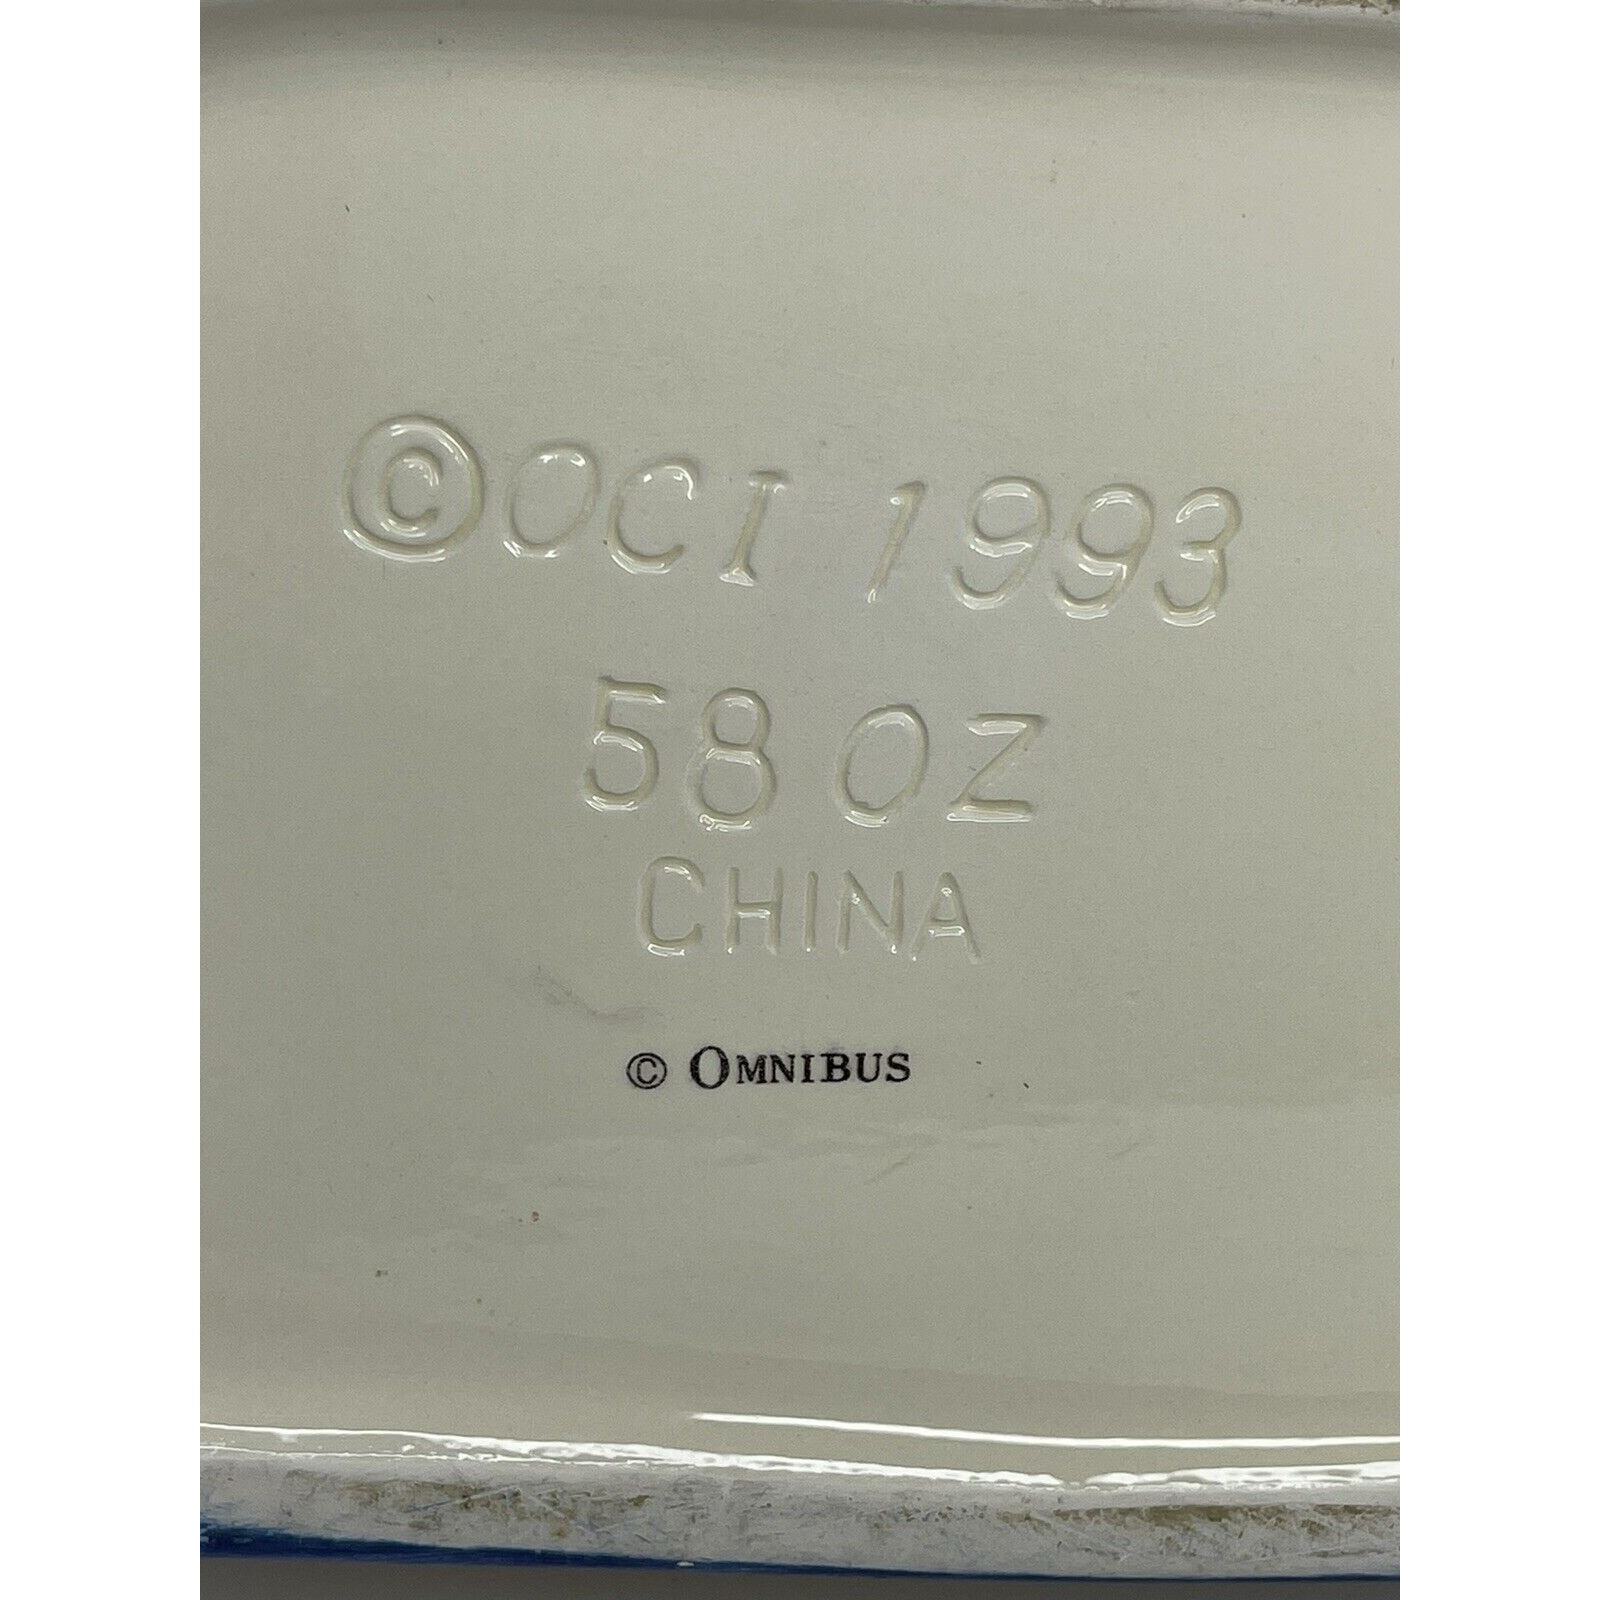 ©OCI 1993
58 OZ
CHINA
© OMNIBUS